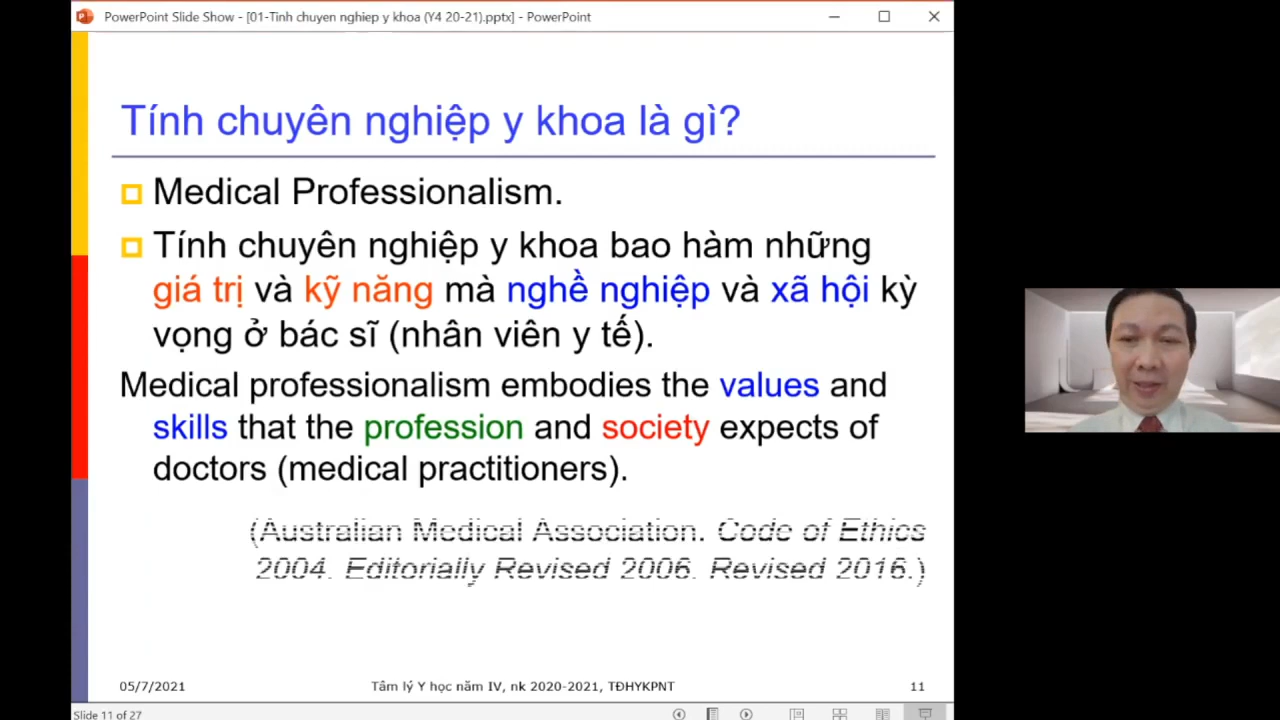 PowerPoint Slide Show - [01-Tinh chuyen nghiep y khoa (Y4 20-21).pptx] - PowerPoint
Tính chuyên nghiệp y khoa là gì?
Medical Professionalism.
Tính chuyên nghiệp y khoa bao hàm những
giá trị và kỹ năng mà nghề nghiệp và xã hội kỳ
vọng ở bác sĩ (nhân viên y tế).
Medical professionalism embodies the values and
skills that the profession and society expects of
doctors (medical practitioners).
(Australian Medical Association. Code of Ethics
2004. Editorially Revised 2006. Revised 2016.)
05/7/2021 Tâm lý Y học năm IV, nk 2020-2021, TĐHYKPNT 11
Slide 11 of 27